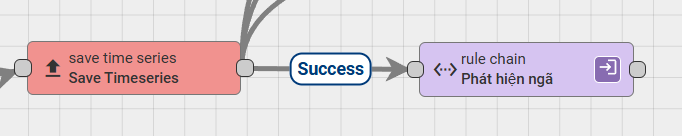 save time series
Save Timeseries
Success
rule chain
Phát hiện ngã